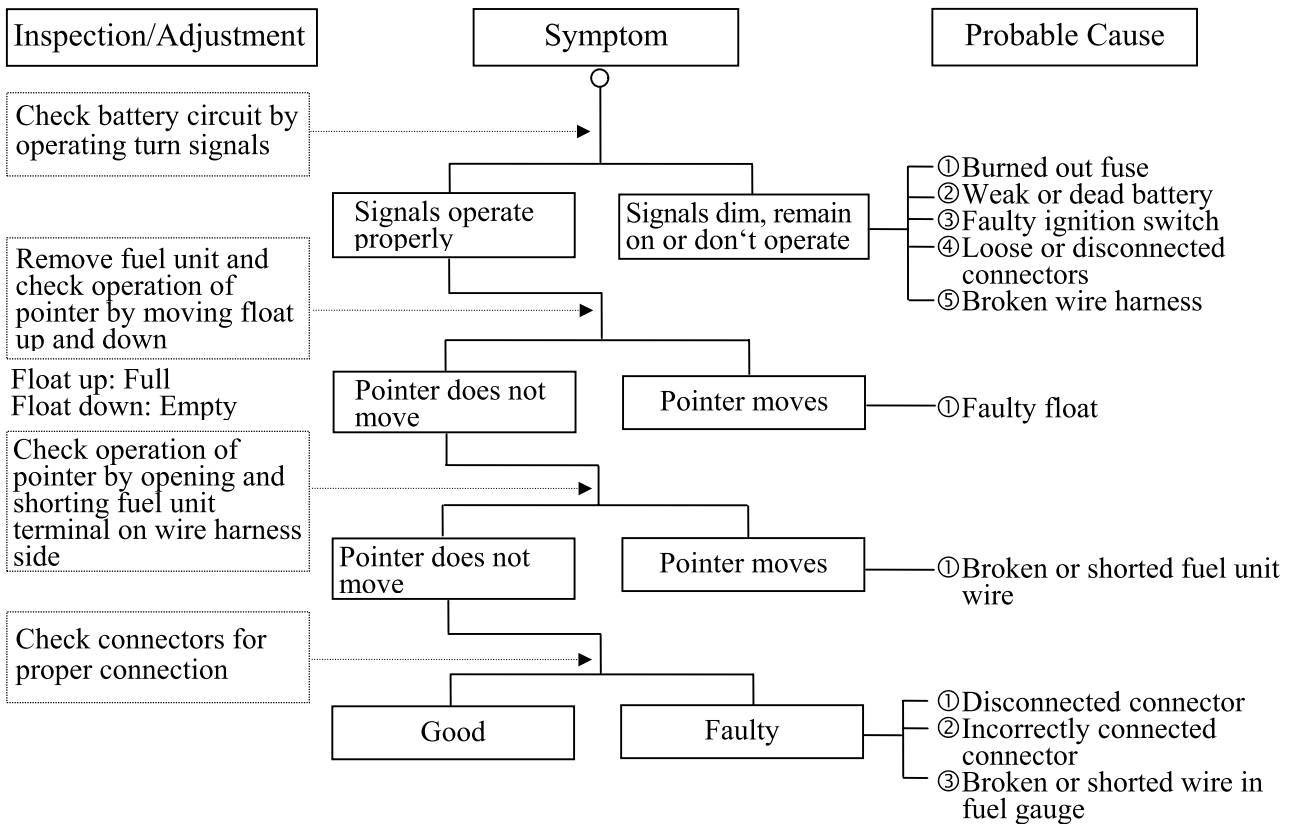 Inspection/Adjustment
Symptom
Probable Cause
Check battery circuit by
operating turn signals
Signals operate
properly
Signals dim, remain
on or don‘t operate
①Burned out fuse
②Weak or dead battery
③Faulty ignition switch
④Loose or disconnected
connectors
⑤Broken wire harness
Remove fuel unit and
check operation of
pointer by moving float
up and down
Float up: Full
Float down: Empty
Pointer does not
move
Pointer moves
①Faulty float
Check operation of
pointer by opening and
shorting fuel unit
terminal on wire harness
side
Pointer does not
move
Pointer moves
①Broken or shorted fuel unit
wire
Check connectors for
proper connection
Good
Faulty
①Disconnected connector
②Incorrectly connected
connector
③Broken or shorted wire in
fuel gauge